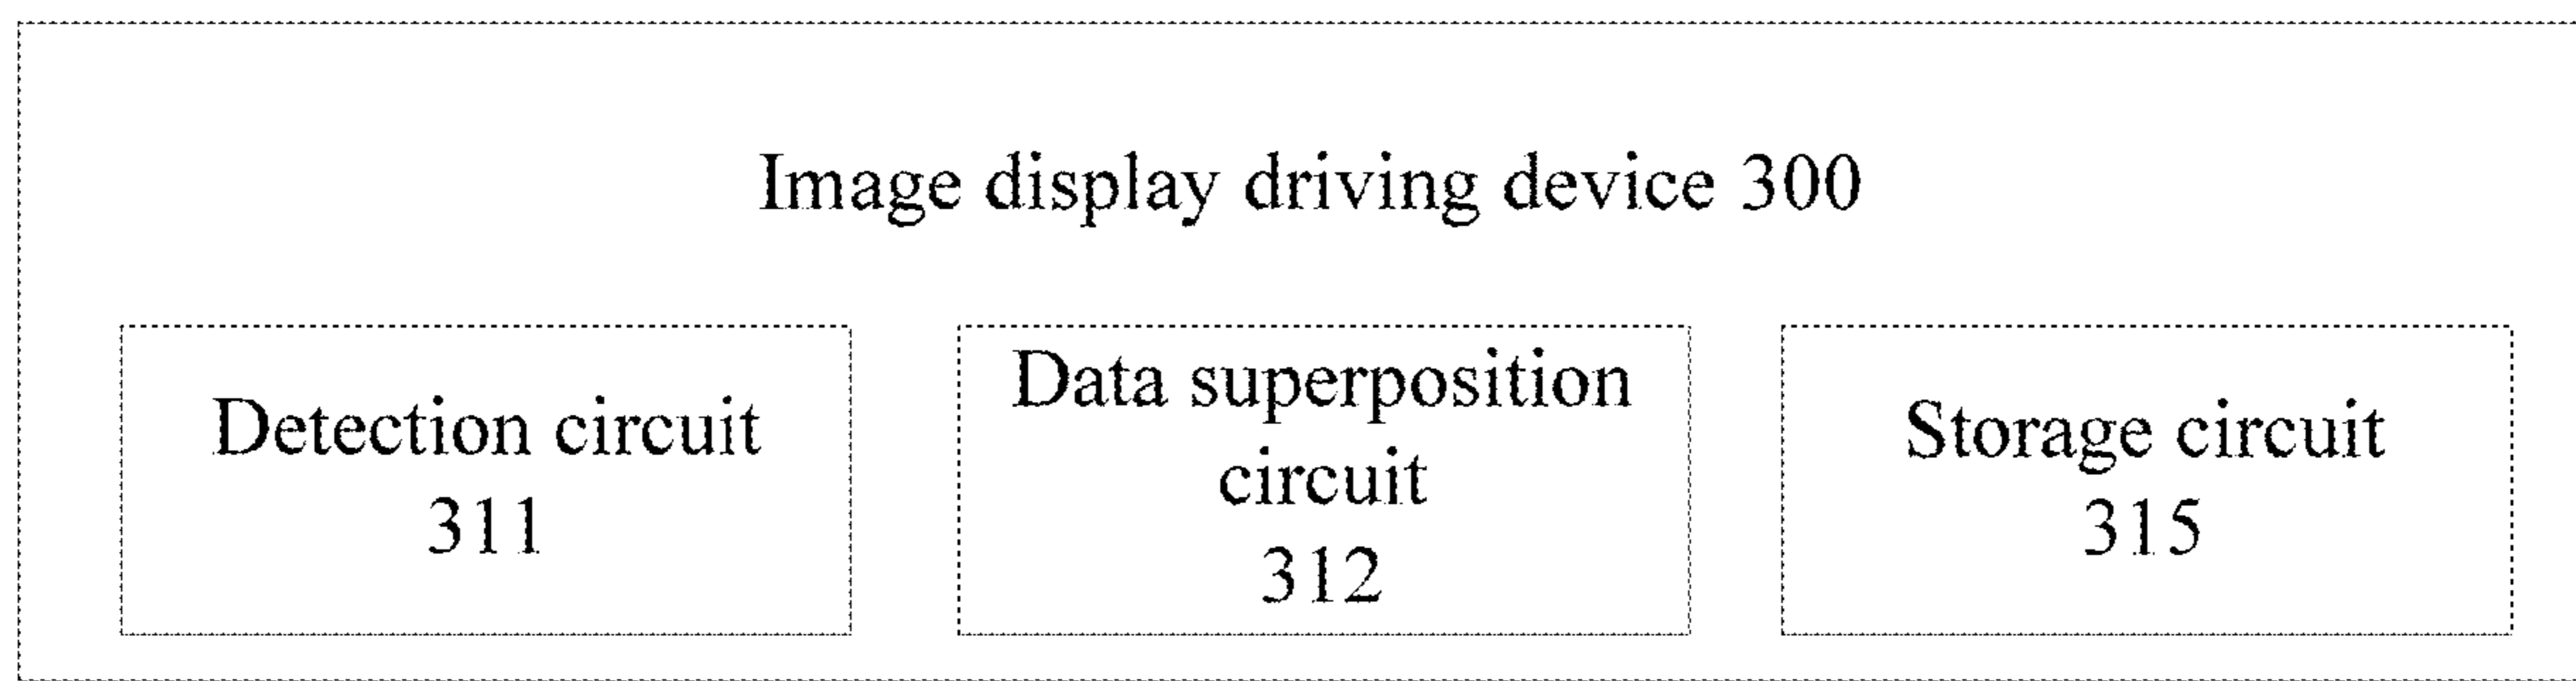 Image display driving device 300
Detection circuit
311
Data superposition
circuit
312
Storage circuit
315